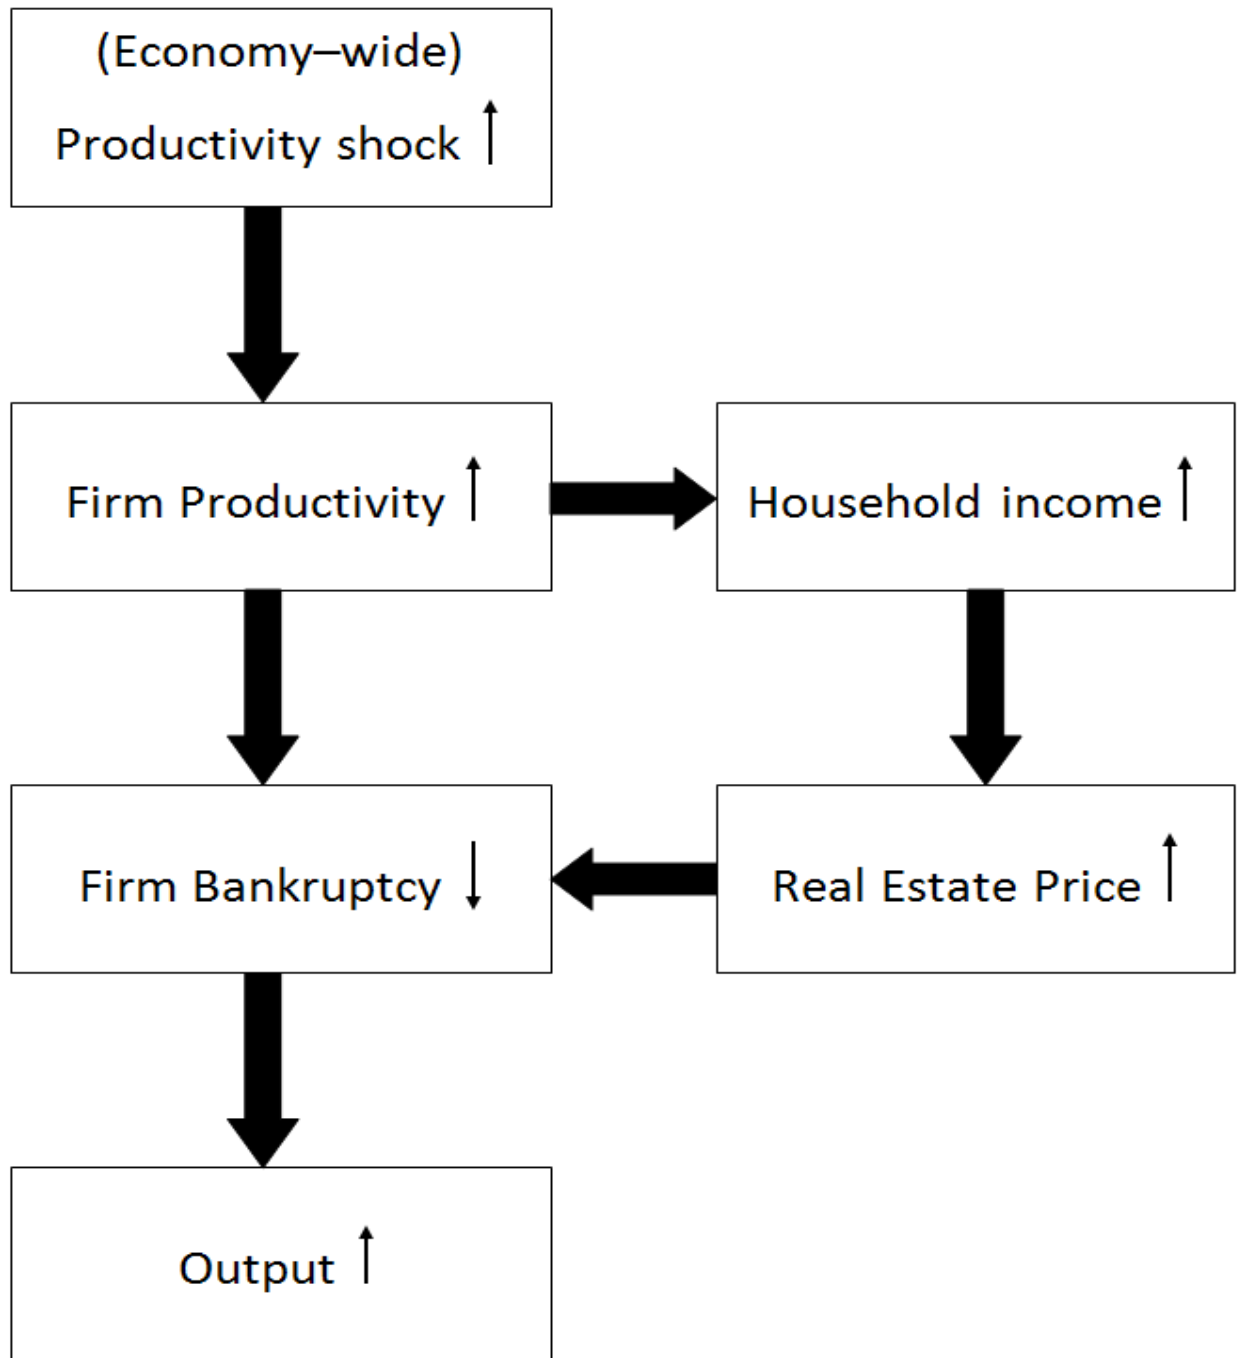 (Economy–wide)
Productivity shock ↑
Firm Productivity ↑
Household income ↑
Firm Bankruptcy ↓
Real Estate Price ↑
Output ↑